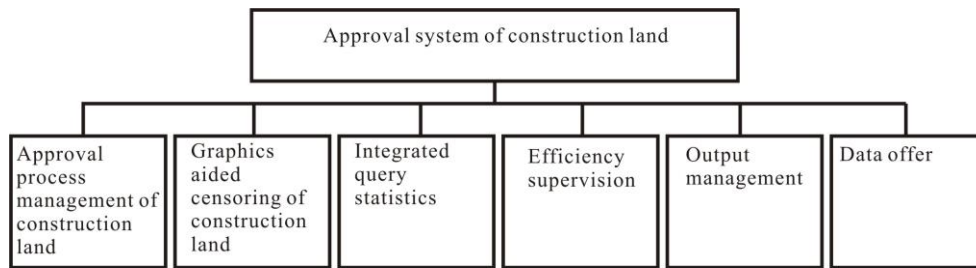 Approval system of construction land
Approval
process
management of
construction
land
Graphics
aided
censoring of
construction
land
Integrated
query
statistics
Efficiency
supervision
Output
management
Data offer